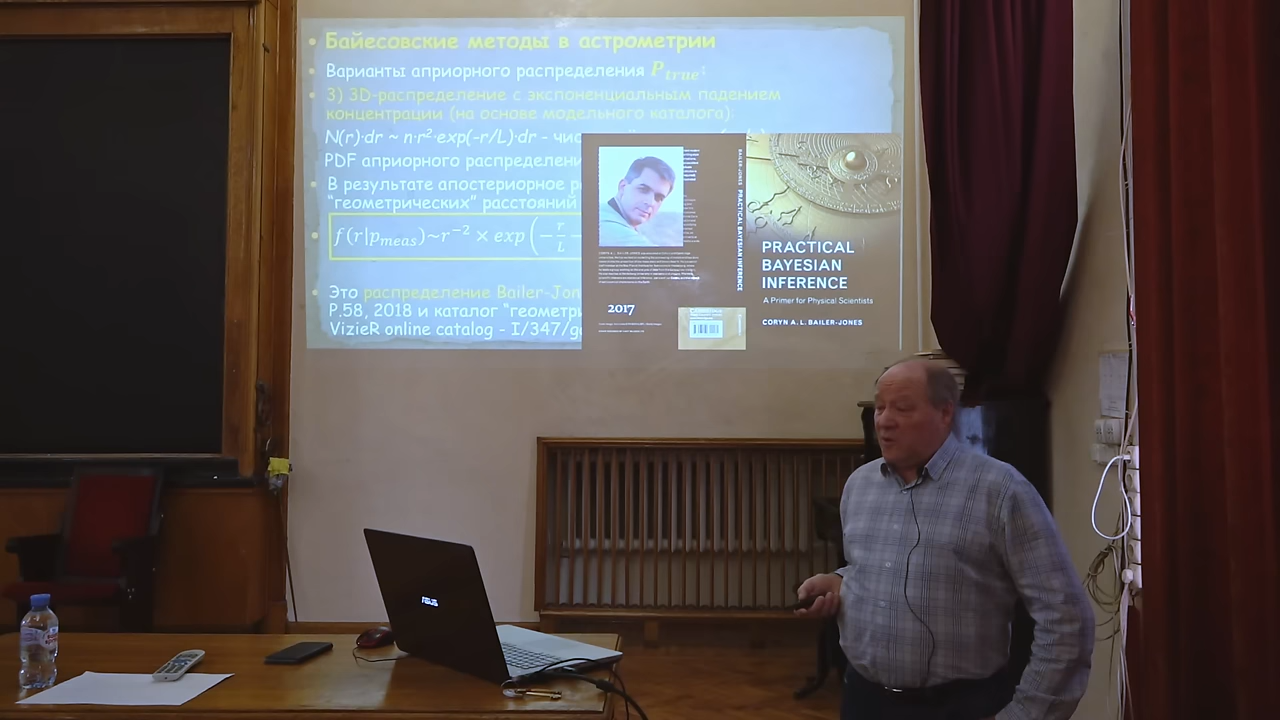 • Байесовские методы в астрометрии
• Варианты априорного распределения P_true:
• 3) 3D-распределение с экспоненциальным падением
концентрации (на основе модельного каталога):
N(r)·dr ~ n·r²·exp(-r/L)·dr -
PDF априорного
• В результате апостериорное
“геометрических” расстояний
• f(r|p_meas)~r⁻² × exp(-r/L -
• Это распределение Bailer-Jon
P.58, 2018 и каталог “геометри
VizieR online catalog - I/347/g
2017
BAILER-JONES PRACTICAL BAYESIAN INFERENCE
PRACTICAL
BAYESIAN
INFERENCE
A Primer for Physical Scientists
CORYN A. L. BAILER-JONES
ASUS